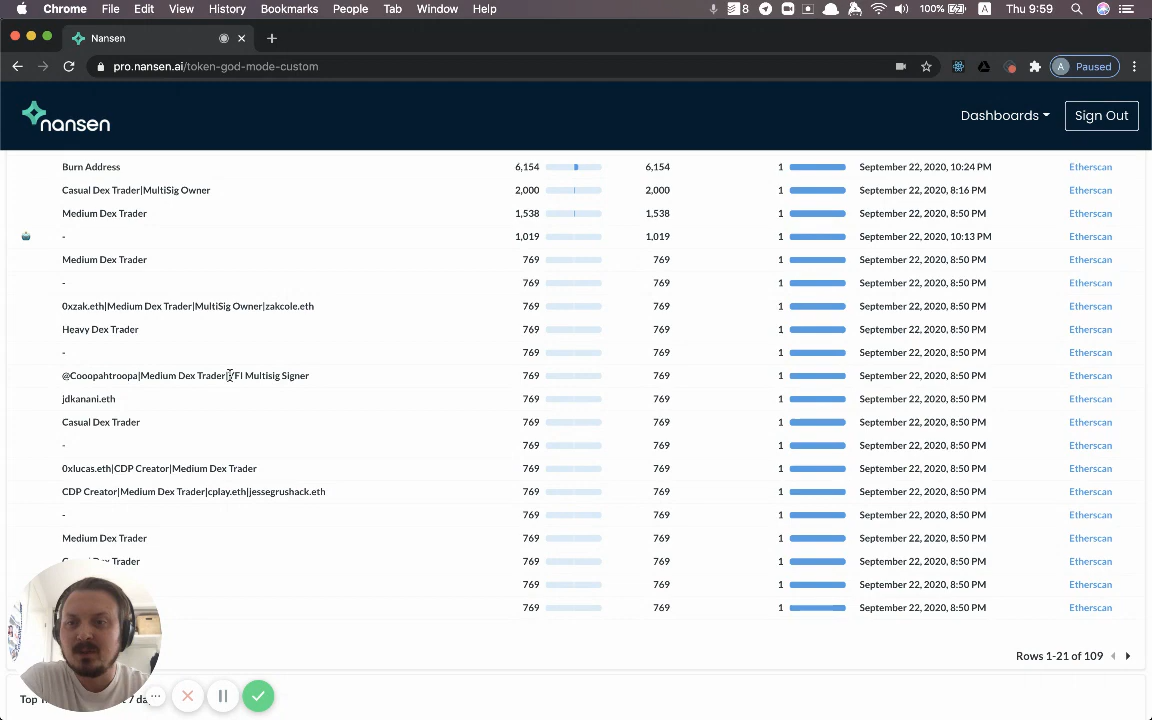 Chrome File Edit View History Bookmarks People Tab Window Help 8 100% A Thu 9:59
Nansen
pro.nansen.ai/token-god-mode-custom A Paused
nansen Dashboards Sign Out
Burn Address 6,154 6,154 1 September 22, 2020, 10:24 PM Etherscan
Casual Dex Trader|MultiSig Owner 2,000 2,000 1 September 22, 2020, 8:16 PM Etherscan
Medium Dex Trader 1,538 1,538 1 September 22, 2020, 8:50 PM Etherscan
- 1,019 1,019 1 September 22, 2020, 10:13 PM Etherscan
Medium Dex Trader 769 769 1 September 22, 2020, 8:50 PM Etherscan
- 769 769 1 September 22, 2020, 8:50 PM Etherscan
0xzak.eth|Medium Dex Trader|MultiSig Owner|zakcole.eth 769 769 1 September 22, 2020, 8:50 PM Etherscan
Heavy Dex Trader 769 769 1 September 22, 2020, 8:50 PM Etherscan
- 769 769 1 September 22, 2020, 8:50 PM Etherscan
@Cooopahtroopa|Medium Dex Trader|YFI Multisig Signer 769 769 1 September 22, 2020, 8:50 PM Etherscan
jdkanani.eth 769 769 1 September 22, 2020, 8:50 PM Etherscan
Casual Dex Trader 769 769 1 September 22, 2020, 8:50 PM Etherscan
- 769 769 1 September 22, 2020, 8:50 PM Etherscan
0xlucas.eth|CDP Creator|Medium Dex Trader 769 769 1 September 22, 2020, 8:50 PM Etherscan
CDP Creator|Medium Dex Trader|cplay.eth|jessegrushack.eth 769 769 1 September 22, 2020, 8:50 PM Etherscan
- 769 769 1 September 22, 2020, 8:50 PM Etherscan
Medium Dex Trader 769 769 1 September 22, 2020, 8:50 PM Etherscan
Casual Dex Trader 769 769 1 September 22, 2020, 8:50 PM Etherscan
769 769 1 September 22, 2020, 8:50 PM Etherscan
769 769 1 September 22, 2020, 8:50 PM Etherscan
Rows 1-21 of 109
Top 7